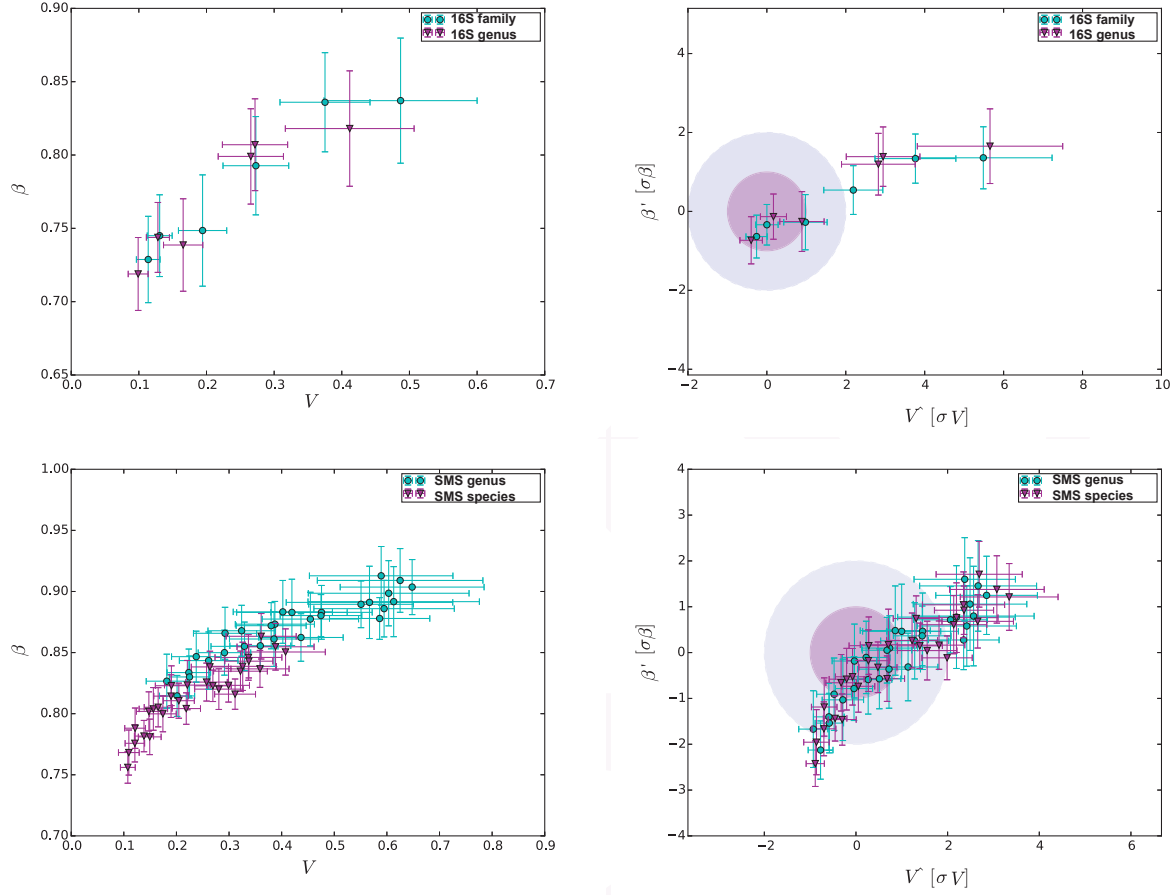 0.90
0.85
0.80
0.75
0.70
0.65
β
0.0 0.1 0.2 0.3 0.4 0.5 0.6 0.7
V
16S family
16S genus
4
2
0
−2
−4
β' [σβ]
−2 0 2 4 6 8 10
V^ [σ V]
16S family
16S genus
1.00
0.95
0.90
0.85
0.80
0.70
β
0.0 0.1 0.2 0.3 0.4 0.5 0.6 0.7 0.8 0.9
V
SMS genus
SMS species
4
3
2
1
0
−1
−2
−3
−4
β' [σβ]
−2 0 2 4 6
V^ [σ V]
SMS genus
SMS species